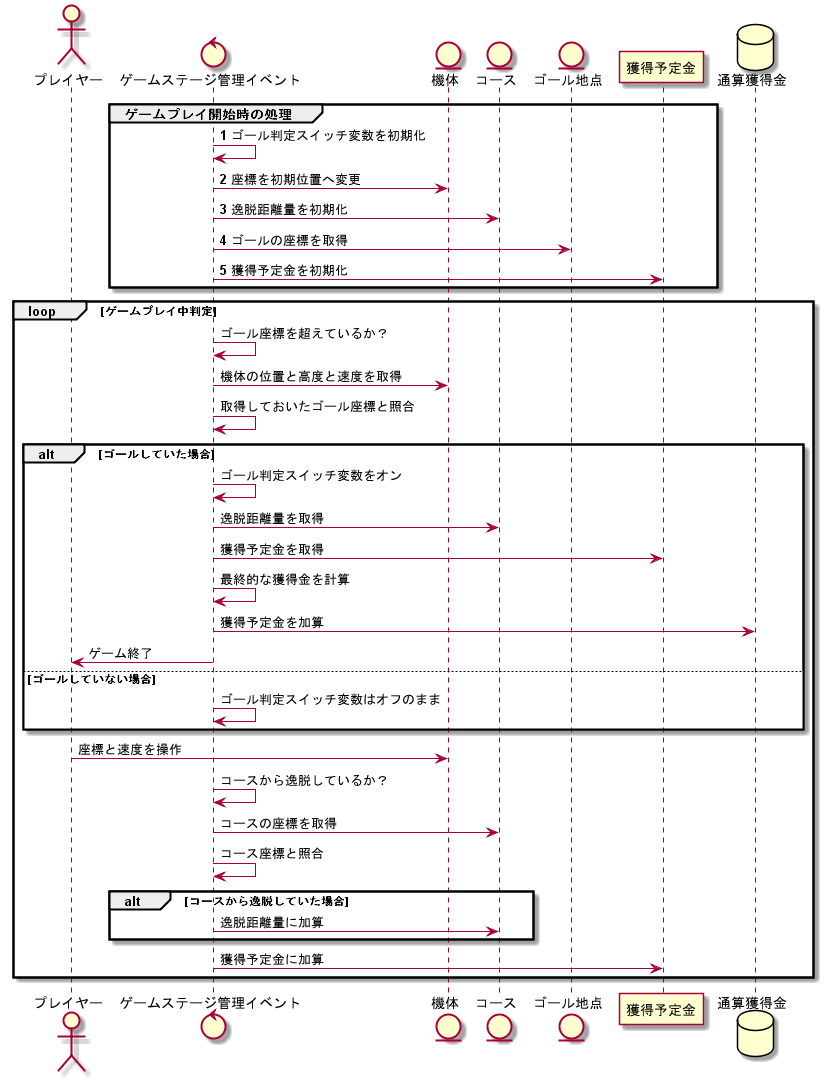 プレイヤー ゲームステージ管理イベント 機体 コース ゴール地点 獲得予定金 通算獲得金
ゲームプレイ開始時の処理
1 ゴール判定スイッチ変数を初期化
2 座標を初期位置へ変更
3 逸脱距離量を初期化
4 ゴールの座標を取得
5 獲得予定金を初期化
loop [ゲームプレイ中判定]
ゴール座標を超えているか？
機体の位置と高度と速度を取得
取得しておいたゴール座標と照合
alt [ゴールしていた場合]
ゴール判定スイッチ変数をオン
逸脱距離量を取得
獲得予定金を取得
最終的な獲得金を計算
獲得予定金を加算
ゲーム終了
[ゴールしていない場合]
ゴール判定スイッチ変数はオフのまま
座標と速度を操作
コースから逸脱しているか？
コースの座標を取得
コース座標と照合
alt [コースから逸脱していた場合]
逸脱距離量に加算
獲得予定金に加算
プレイヤー ゲームステージ管理イベント 機体 コース ゴール地点 獲得予定金 通算獲得金